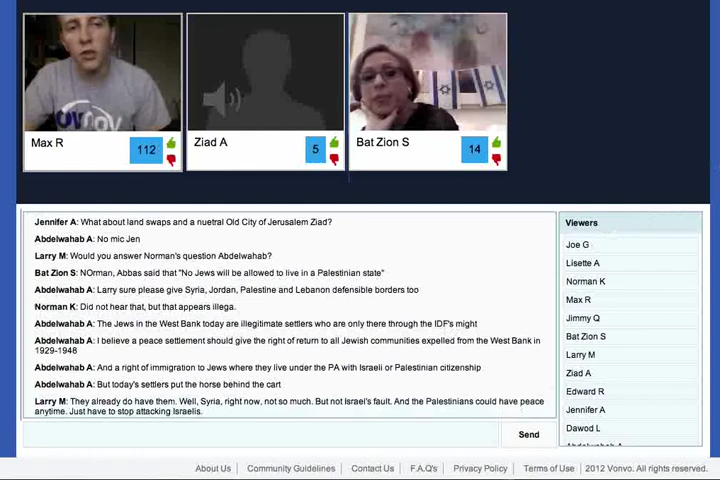 Max R
112
Ziad A
5
Bat Zion S
14
Jennifer A: What about land swaps and a nuetral Old City of Jerusalem Ziad?
Abdelwahab A: No mic Jen
Larry M: Would you answer Norman's question Abdelwahab?
Bat Zion S: NOrman, Abbas said that "No Jews will be allowed to live in a Palestinian state"
Abdelwahab A: Larry sure please give Syria, Jordan, Palestine and Lebanon defensible borders too
Norman K: Did not hear that, but that appears illega.
Abdelwahab A: The Jews in the West Bank today are illegitimate settlers who are only there through the IDF's might
Abdelwahab A: I believe a peace settlement should give the right of return to all Jewish communities expelled from the West Bank in
1929-1948
Abdelwahab A: And a right of immigration to Jews where they live under the PA with Israeli or Palestinian citizenship
Abdelwahab A: But today's settlers put the horse behind the cart
Larry M: They already do have them. Well, Syria, right now, not so much. But not Israel's fault. And the Palestinians could have peace
anytime. Just have to stop attacking Israelis.
Send
Viewers
Joe G
Lisette A
Norman K
Max R
Jimmy Q
Bat Zion S
Larry M
Ziad A
Edward R
Jennifer A
Dawod L
Abdelwahab A
About Us | Community Guidelines | Contact Us | F.A.Q's | Privacy Policy | Terms of Use | 2012 Vonvo. All rights reserved.